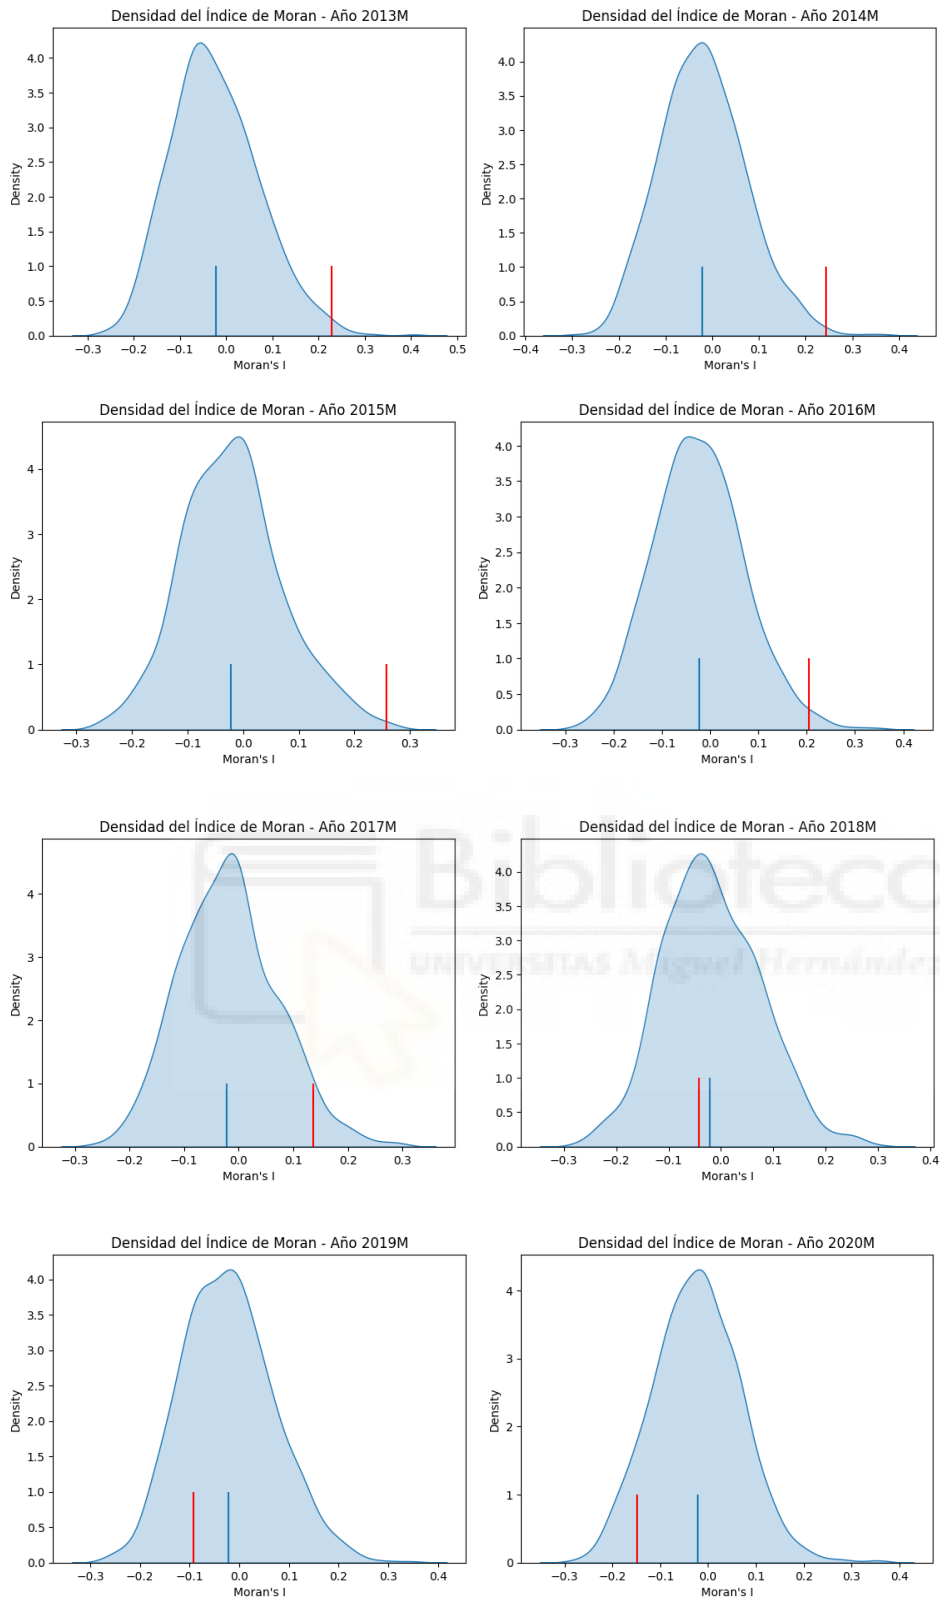 Densidad del Índice de Moran - Año 2013M
Density
4.0
3.5
3.0
2.5
2.0
1.5
1.0
0.5
0.0
−0.3 −0.2 −0.1 0.0 0.1 0.2 0.3 0.4 0.5
Moran's I
Densidad del Índice de Moran - Año 2014M
Density
4.0
3.5
3.0
2.5
2.0
1.5
1.0
0.5
0.0
−0.4 −0.3 −0.2 −0.1 0.0 0.1 0.2 0.3 0.4
Moran's I
Densidad del Índice de Moran - Año 2015M
Density
4
3
2
1
0
−0.3 −0.2 −0.1 0.0 0.1 0.2 0.3
Moran's I
Densidad del Índice de Moran - Año 2016M
Density
4.0
3.5
3.0
2.5
2.0
1.5
1.0
0.5
0.0
−0.3 −0.2 −0.1 0.0 0.1 0.2 0.3 0.4
Moran's I
Densidad del Índice de Moran - Año 2017M
Density
4
3
2
1
0
−0.3 −0.2 −0.1 0.0 0.1 0.2 0.3
Moran's I
Densidad del Índice de Moran - Año 2018M
Density
4.0
3.5
3.0
2.5
2.0
1.5
1.0
0.5
0.0
−0.3 −0.2 −0.1 0.0 0.1 0.2 0.3 0.4
Moran's I
Biblioteca
UNIVERSITAS Miguel Hernández
Densidad del Índice de Moran - Año 2019M
Density
4.0
3.5
3.0
2.5
2.0
1.5
1.0
0.5
0.0
−0.3 −0.2 −0.1 0.0 0.1 0.2 0.3 0.4
Moran's I
Densidad del Índice de Moran - Año 2020M
Density
4
3
2
1
0
−0.3 −0.2 −0.1 0.0 0.1 0.2 0.3 0.4
Moran's I